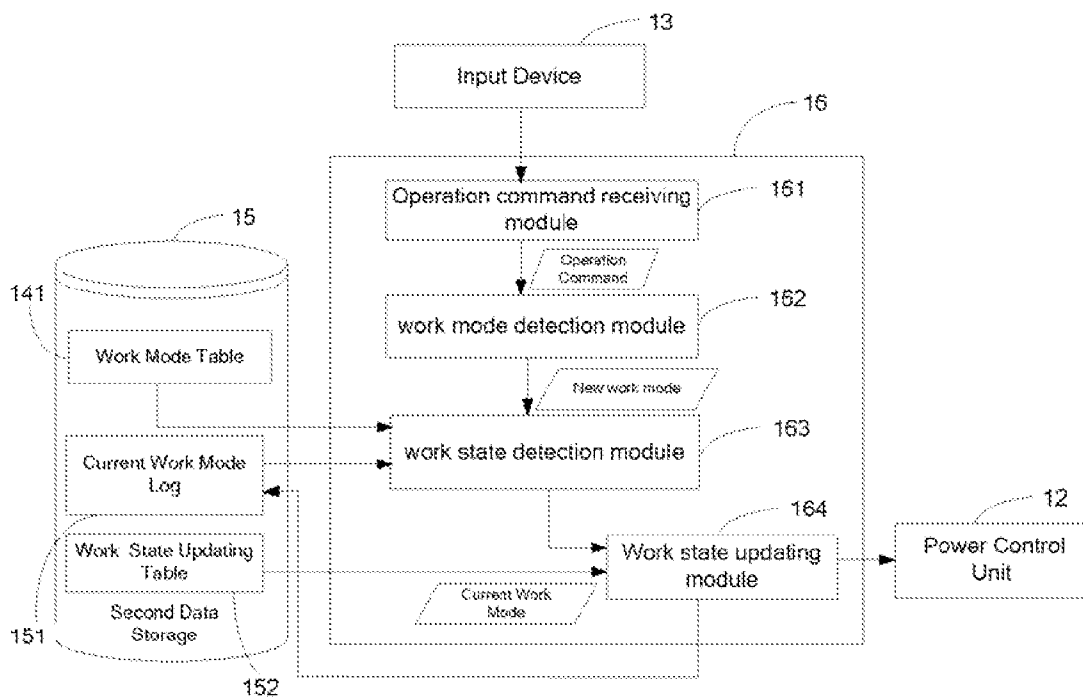 13
Input Device
16
Operation command receiving
module
161
15
Operation
Command
141
162
work mode detection module
Work Mode Table
New work mode
163
work state detection module
Current Work Mode
Log
164
12
Work State Updating
Table
Work state updating
module
Power Control
Unit
Current Work
Mode
Second Data
Storage
151
152